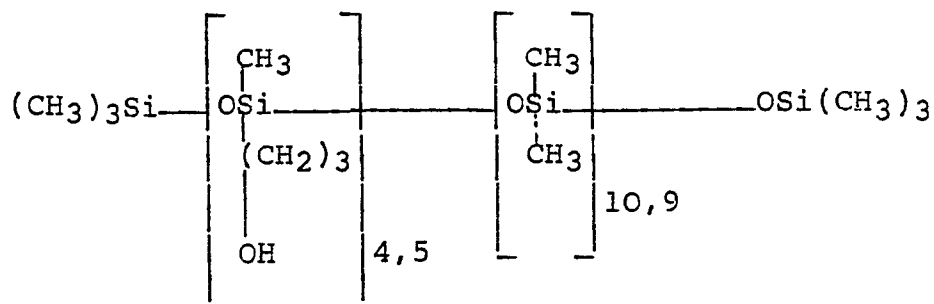 CH3 CH3
(CH3)3Si OSi OSi OSi(CH3)3
(CH2)3 CH3
10,9
OH 4,5